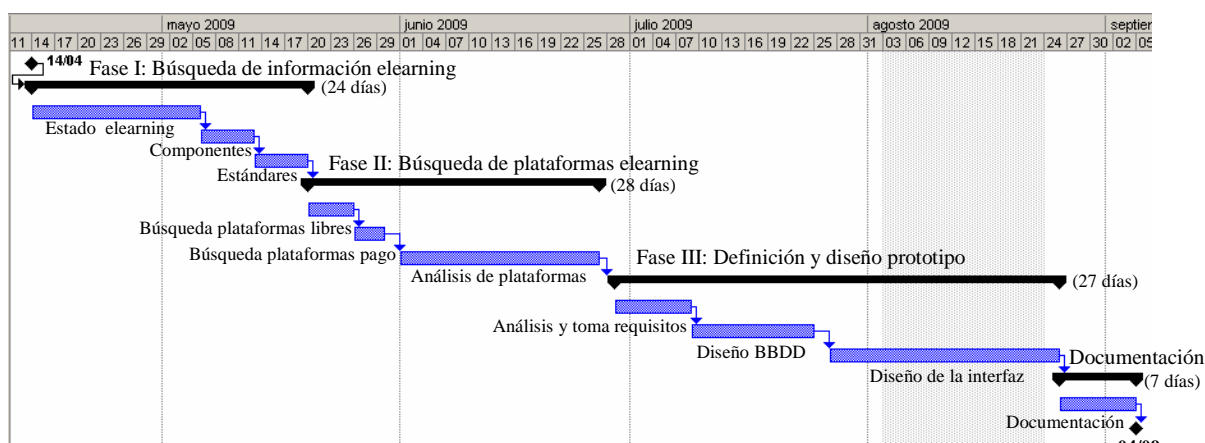 mayo 2009 junio 2009 julio 2009 agosto 2009 septier
11 14 17 20 23 26 29 02 05 08 11 14 17 20 23 26 29 01 04 07 10 13 16 19 22 25 28 01 04 07 10 13 16 19 22 25 28 31 03 06 09 12 15 18 21 24 27 30 02 05
14/04
Fase I: Búsqueda de información elearning
(24 días)
Estado elearning
Componentes
Estándares
Fase II: Búsqueda de plataformas elearning
(28 días)
Búsqueda plataformas libres
Búsqueda plataformas pago
Análisis de plataformas
Fase III: Definición y diseño prototipo
(27 días)
Análisis y toma requisitos
Diseño BBDD
Diseño de la interfaz
Documentación
(7 días)
Documentación